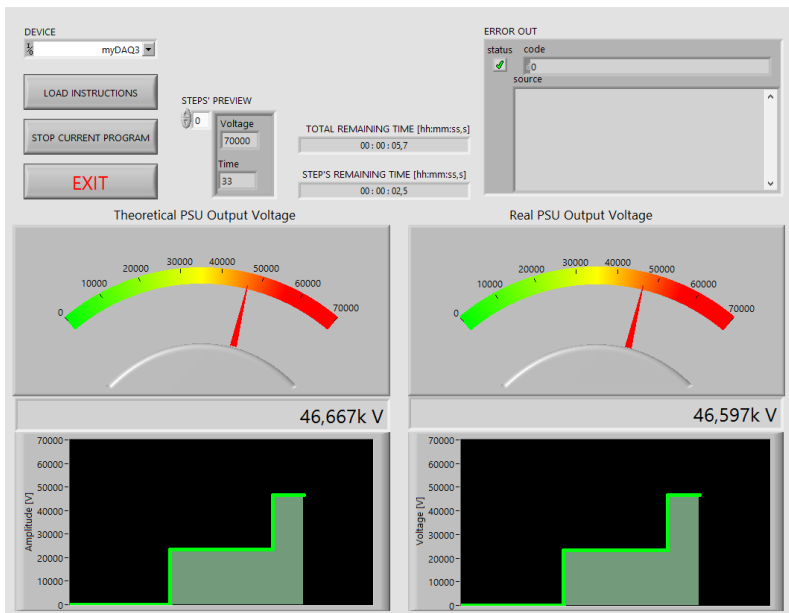 DEVICE
myDAQ3
LOAD INSTRUCTIONS
STOP CURRENT PROGRAM
EXIT
STEPS' PREVIEW
0
Voltage
70000
Time
33
TOTAL REMAINING TIME [hh:mm:ss,s]
00 : 00 : 05,7
STEP'S REMAINING TIME [hh:mm:ss,s]
00 : 00 : 02,5
ERROR OUT
status code
0
source
Theoretical PSU Output Voltage
0 10000 20000 30000 40000 50000 60000 70000
46,667k V
Amplitude [V]
70000
60000
50000
40000
30000
20000
10000
0
Real PSU Output Voltage
0 10000 20000 30000 40000 50000 60000 70000
46,597k V
Voltage [V]
70000
60000
50000
40000
30000
20000
10000
0